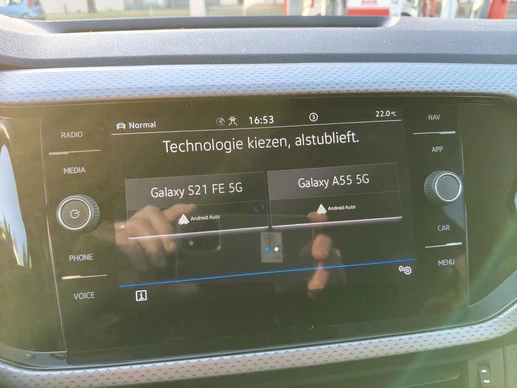 RADIO
MEDIA
PHONE
VOICE
Normal
16:53
22.0°C
Technologie kiezen, alstublieft.
Galaxy S21 FE 5G
Android Auto
Galaxy A55 5G
Android Auto
NAV
APP
CAR
MENU